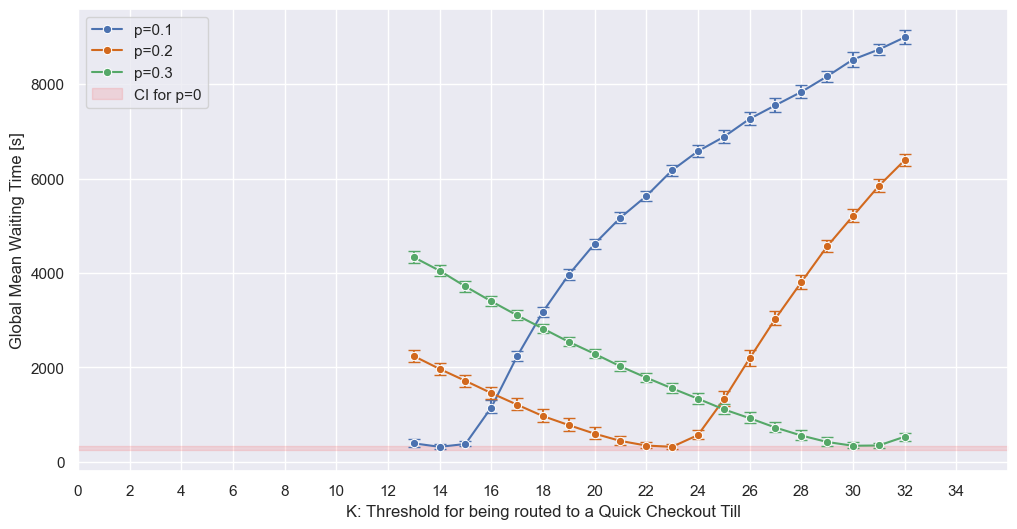 p=0.1
p=0.2
p=0.3
CI for p=0
Global Mean Waiting Time [s]
8000
6000
4000
2000
0
0 2 4 6 8 10 12 14 16 18 20 22 24 26 28 30 32 34
K: Threshold for being routed to a Quick Checkout Till